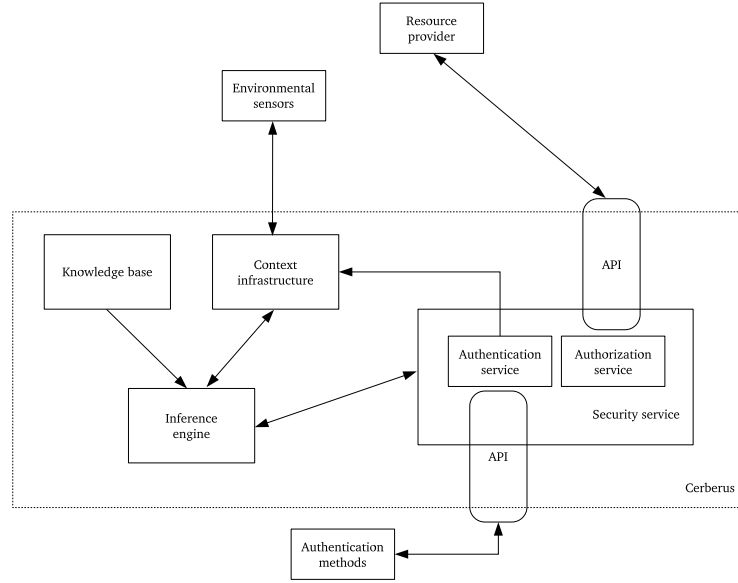 Resource
provider
Environmental
sensors
Knowledge base
Context
infrastructure
API
Authentication
service
Authorization
service
Inference
engine
Security service
API
Cerberus
Authentication
methods